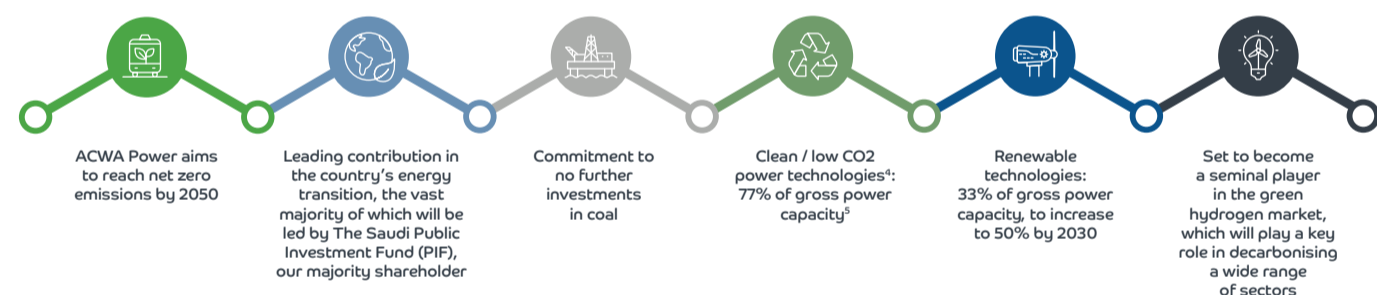 ACWA Power aims
to reach net zero
emissions by 2050
Leading contribution in
the country's energy
transition, the vast
majority of which will be
led by The Saudi Public
Investment Fund (PIF),
our majority shareholder
Commitment to
no further
investments
in coal
Clean / low CO2
power technologies⁴:
77% of gross power
capacity⁵
Renewable
technologies:
33% of gross power
capacity, to increase
to 50% by 2030
Set to become
a seminal player
in the green
hydrogen market,
which will play a key
role in decarbonising
a wide range
of sectors